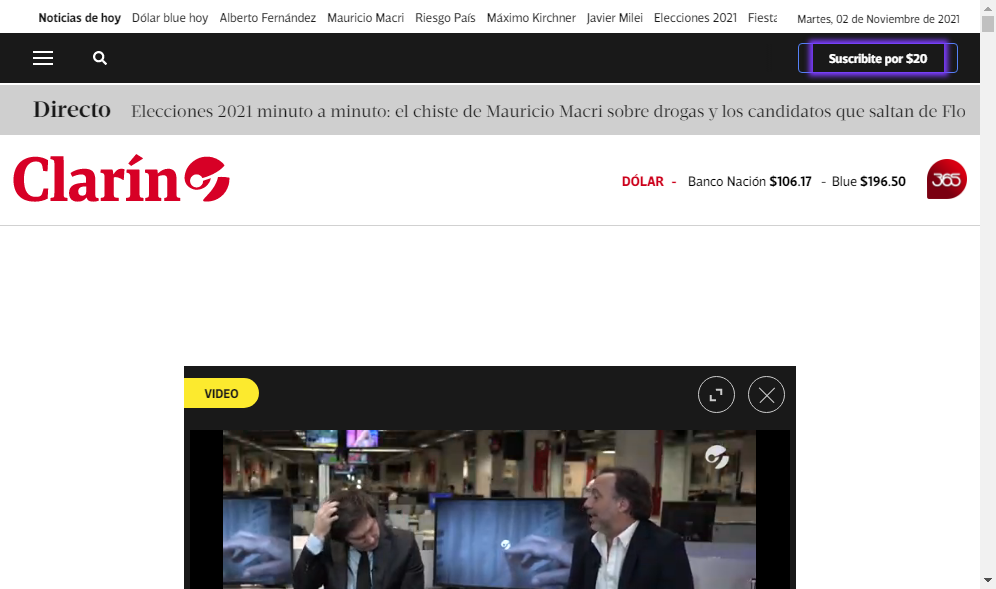 Noticias de hoy Dólar blue hoy Alberto Fernández Mauricio Macri Riesgo País Máximo Kirchner Javier Milei Elecciones 2021 Fiesta Martes, 02 de Noviembre de 2021
Suscribite por $20
Directo Elecciones 2021 minuto a minuto: el chiste de Mauricio Macri sobre drogas y los candidatos que saltan de Flo
Clarín
DÓLAR - Banco Nación $106.17 - Blue $196.50
365
VIDEO